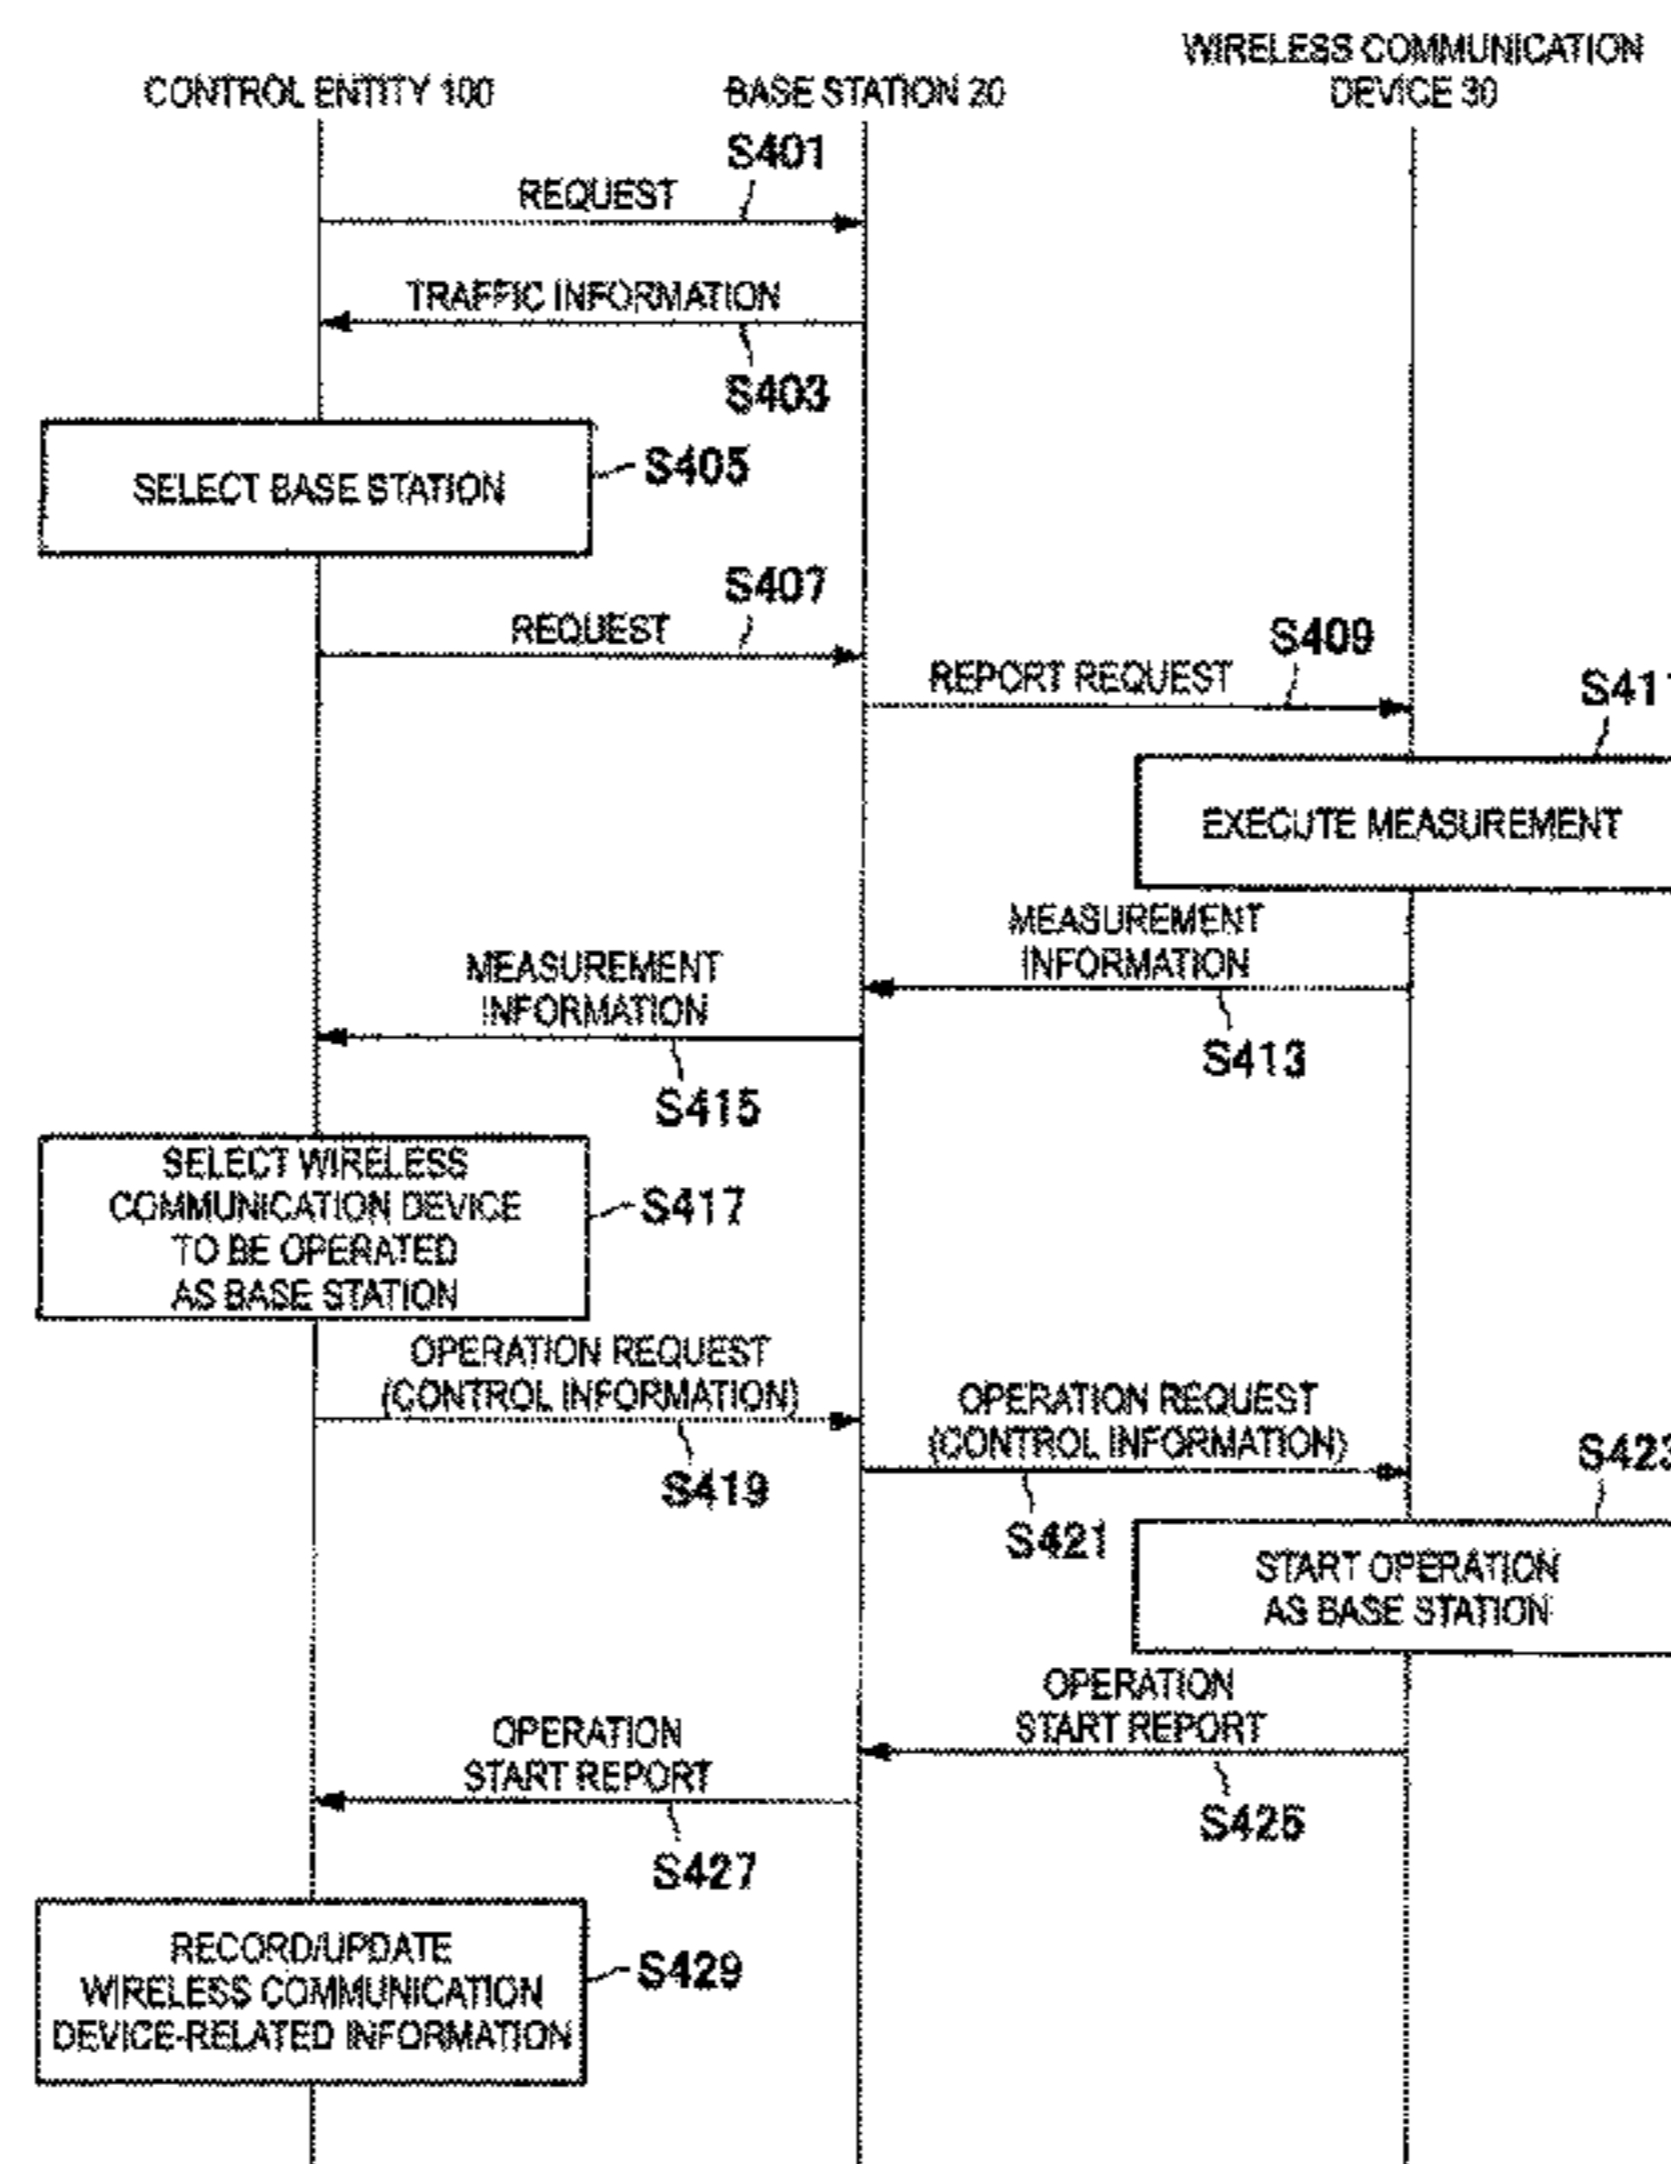 WIRELESS COMMUNICATION
DEVICE 30
CONTROL ENTITY 100
BASE STATION 20
S401
REQUEST
TRAFFIC INFORMATION
S403
SELECT BASE STATION
S405
S407
REQUEST
S409
REPORT REQUEST
S411
EXECUTE MEASUREMENT
MEASUREMENT
INFORMATION
S413
MEASUREMENT
INFORMATION
S415
SELECT WIRELESS
COMMUNICATION DEVICE
TO BE OPERATED
AS BASE STATION
S417
OPERATION REQUEST
(CONTROL INFORMATION)
S419
OPERATION REQUEST
(CONTROL INFORMATION)
S421
S423
START OPERATION
AS BASE STATION
OPERATION
START REPORT
S425
OPERATION
START REPORT
S427
RECORD/UPDATE
WIRELESS COMMUNICATION
DEVICE-RELATED INFORMATION
S429